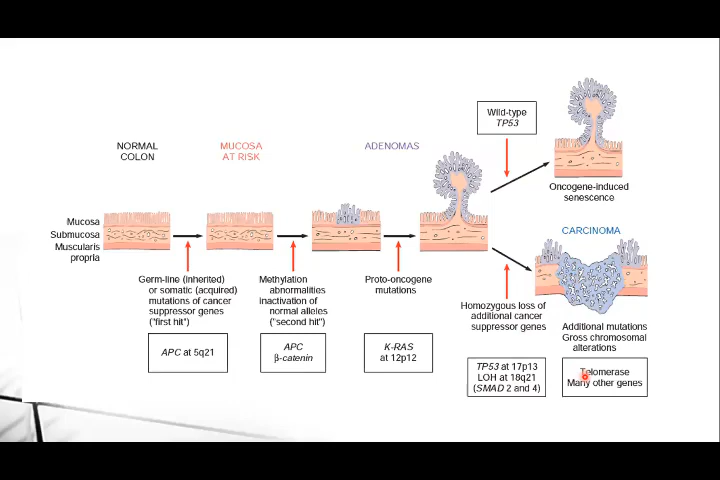 Wild-type
TP53
NORMAL
COLON
MUCOSA
AT RISK
ADENOMAS
Oncogene-induced
senescence
Mucosa
Submucosa
Muscularis
propria
CARCINOMA
Germ-line (inherited)
or somatic (acquired)
mutations of cancer
suppressor genes
("first hit")
Methylation
abnormalities
Inactivation of
normal alleles
("second hit")
Proto-oncogene
mutations
Homozygous loss of
additional cancer
suppressor genes
Additional mutations
Gross chromosomal
alterations
APC at 5q21
APC
β-catenin
K-RAS
at 12p12
TP53 at 17p13
LOH at 18q21
(SMAD 2 and 4)
Telomerase
Many other genes